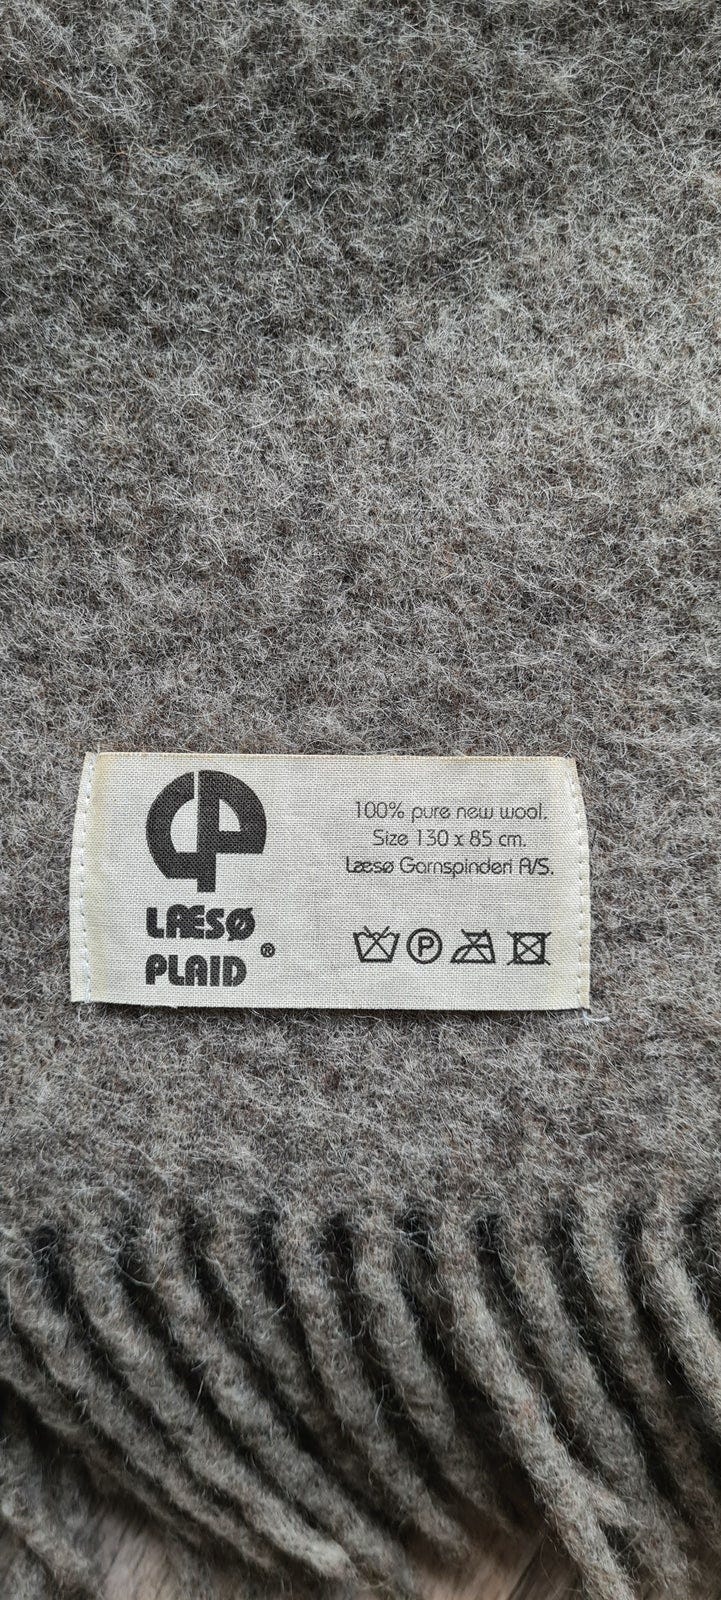 LÆSØ
PLAID ®
100% pure new wool.
Size 130 x 85 cm.
Læsø Garnspinderi A/S.
P